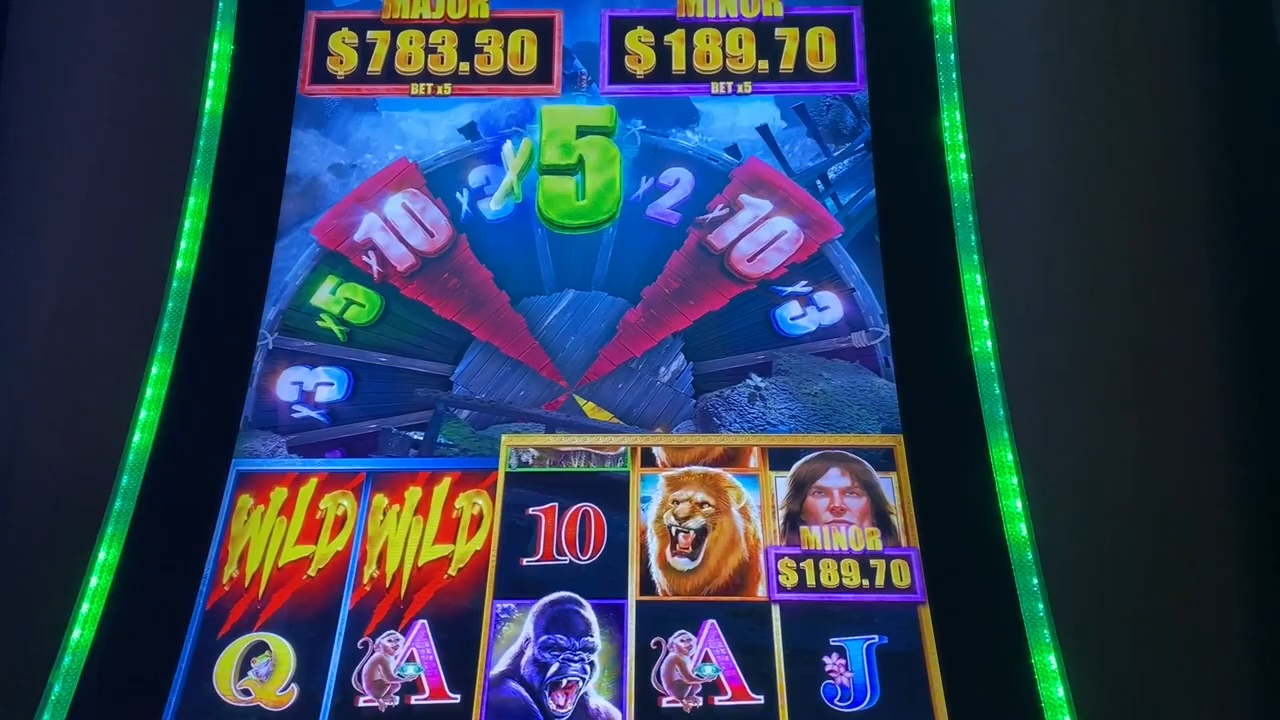 MAJOR
$783.30
BET x5
MINOR
$189.70
BET x5
x10
x3
x5
x2
x10
x5
x3
x3
WILD
WILD
10
MINOR
$189.70
Q
A
A
J